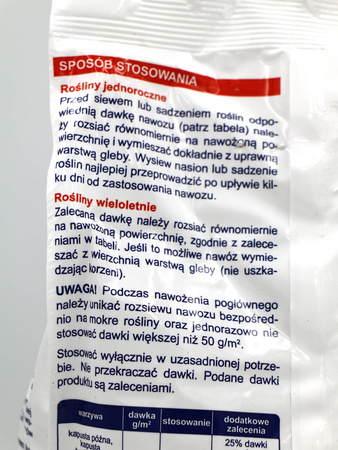 SPOSÓB STOSOWANIA
Rośliny jednoroczne
Przed siewem lub sadzeniem roślin odpo-
wiednią dawkę nawozu (patrz tabela) nale-
ży rozsiać równomiernie na nawożoną po-
wierzchnię i wymieszać dokładnie z uprawną
warstwą gleby. Wysiew nasion lub sadzenie
roślin najlepiej przeprowadzić po upływie kil-
ku dni od zastosowania nawozu.
Rośliny wieloletnie
Zalecaną dawkę należy rozsiać równomiernie
na nawożoną powierzchnię, zgodnie z zalece-
niami w tabeli. Jeśli to możliwe nawóz wymie-
szać z wierzchnią warstwą gleby (nie uszka-
dzając korzeni).
UWAGA! Podczas nawożenia pogłównego
należy unikać rozsiewu nawozu bezpośred-
nio na mokre rośliny oraz jednorazowo nie
stosować dawki większej niż 50 g/m².
Stosować wyłącznie w uzasadnionej potrze-
bie. Nie przekraczać dawki. Podane dawki
produktu są zaleceniami.
warzywa dawka g/m² stosowanie dodatkowe zalecenia
kapusta późna, 25% dawki
kapusta